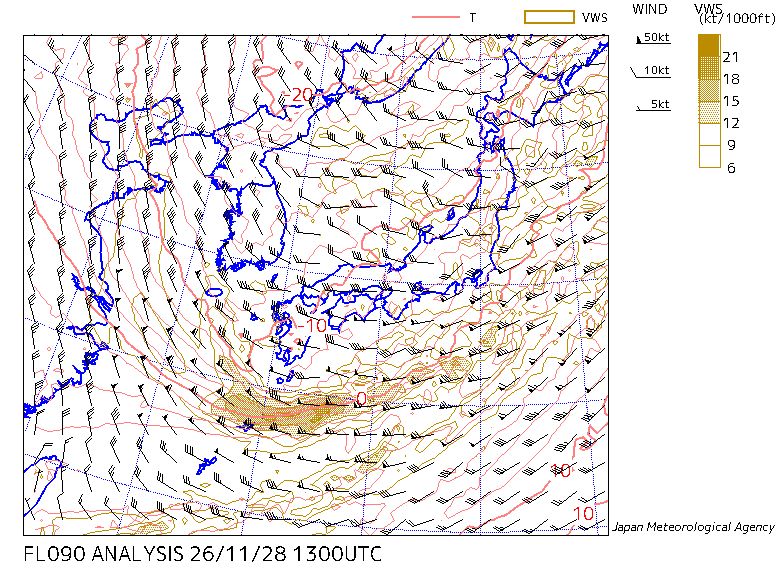 T VWS
WIND
50kt
10kt
5kt
VWS
(kt/1000ft)
21
18
15
12
9
6
-20
-10
0
10
10
Japan Meteorological Agency
FL090 ANALYSIS 26/11/28 1300UTC